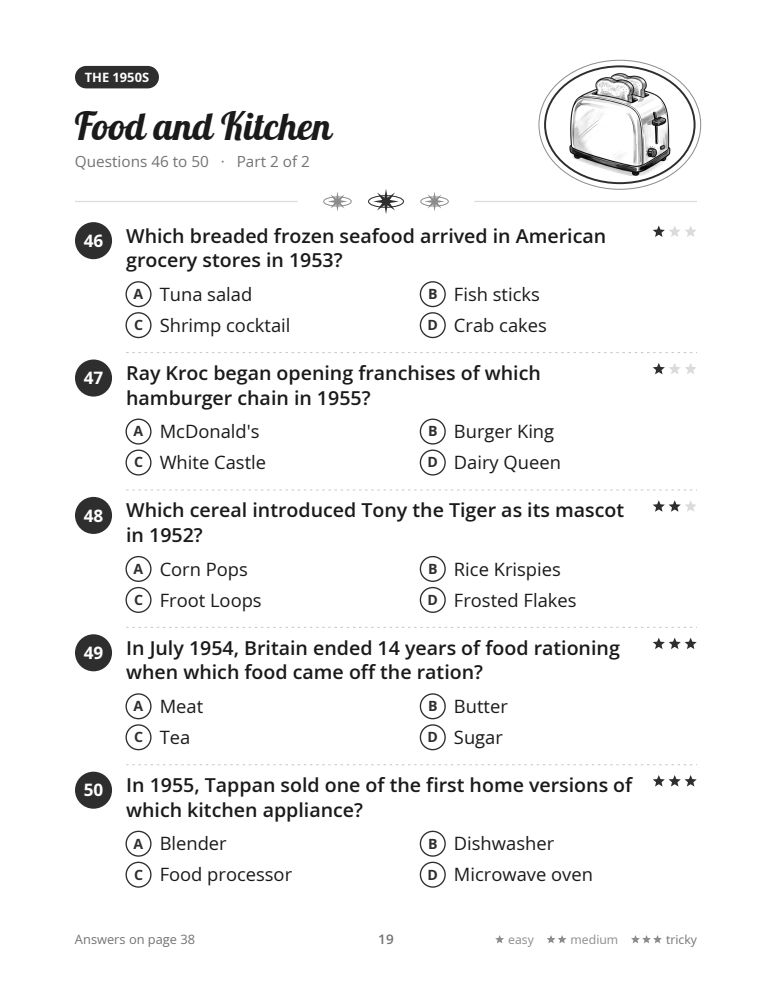 THE 1950S
Food and Kitchen
Questions 46 to 50 · Part 2 of 2
46 Which breaded frozen seafood arrived in American
grocery stores in 1953?
A Tuna salad B Fish sticks
C Shrimp cocktail D Crab cakes
47 Ray Kroc began opening franchises of which
hamburger chain in 1955?
A McDonald's B Burger King
C White Castle D Dairy Queen
48 Which cereal introduced Tony the Tiger as its mascot
in 1952?
A Corn Pops B Rice Krispies
C Froot Loops D Frosted Flakes
49 In July 1954, Britain ended 14 years of food rationing
when which food came off the ration?
A Meat B Butter
C Tea D Sugar
50 In 1955, Tappan sold one of the first home versions of
which kitchen appliance?
A Blender B Dishwasher
C Food processor D Microwave oven
Answers on page 38 19 ★ easy ★★ medium ★★★ tricky